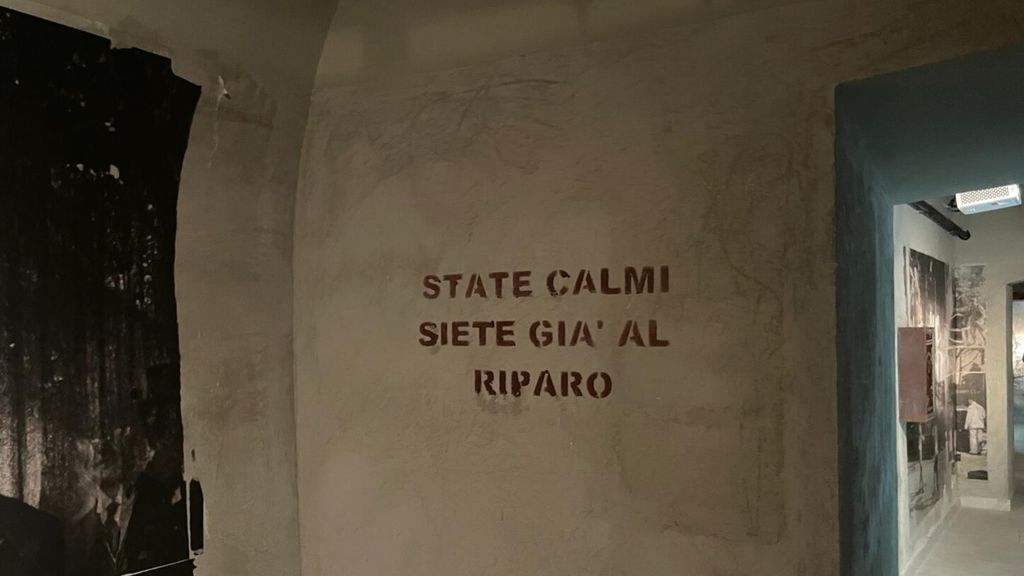 STATE CALMI
SIETE GIA' AL
RIPARO